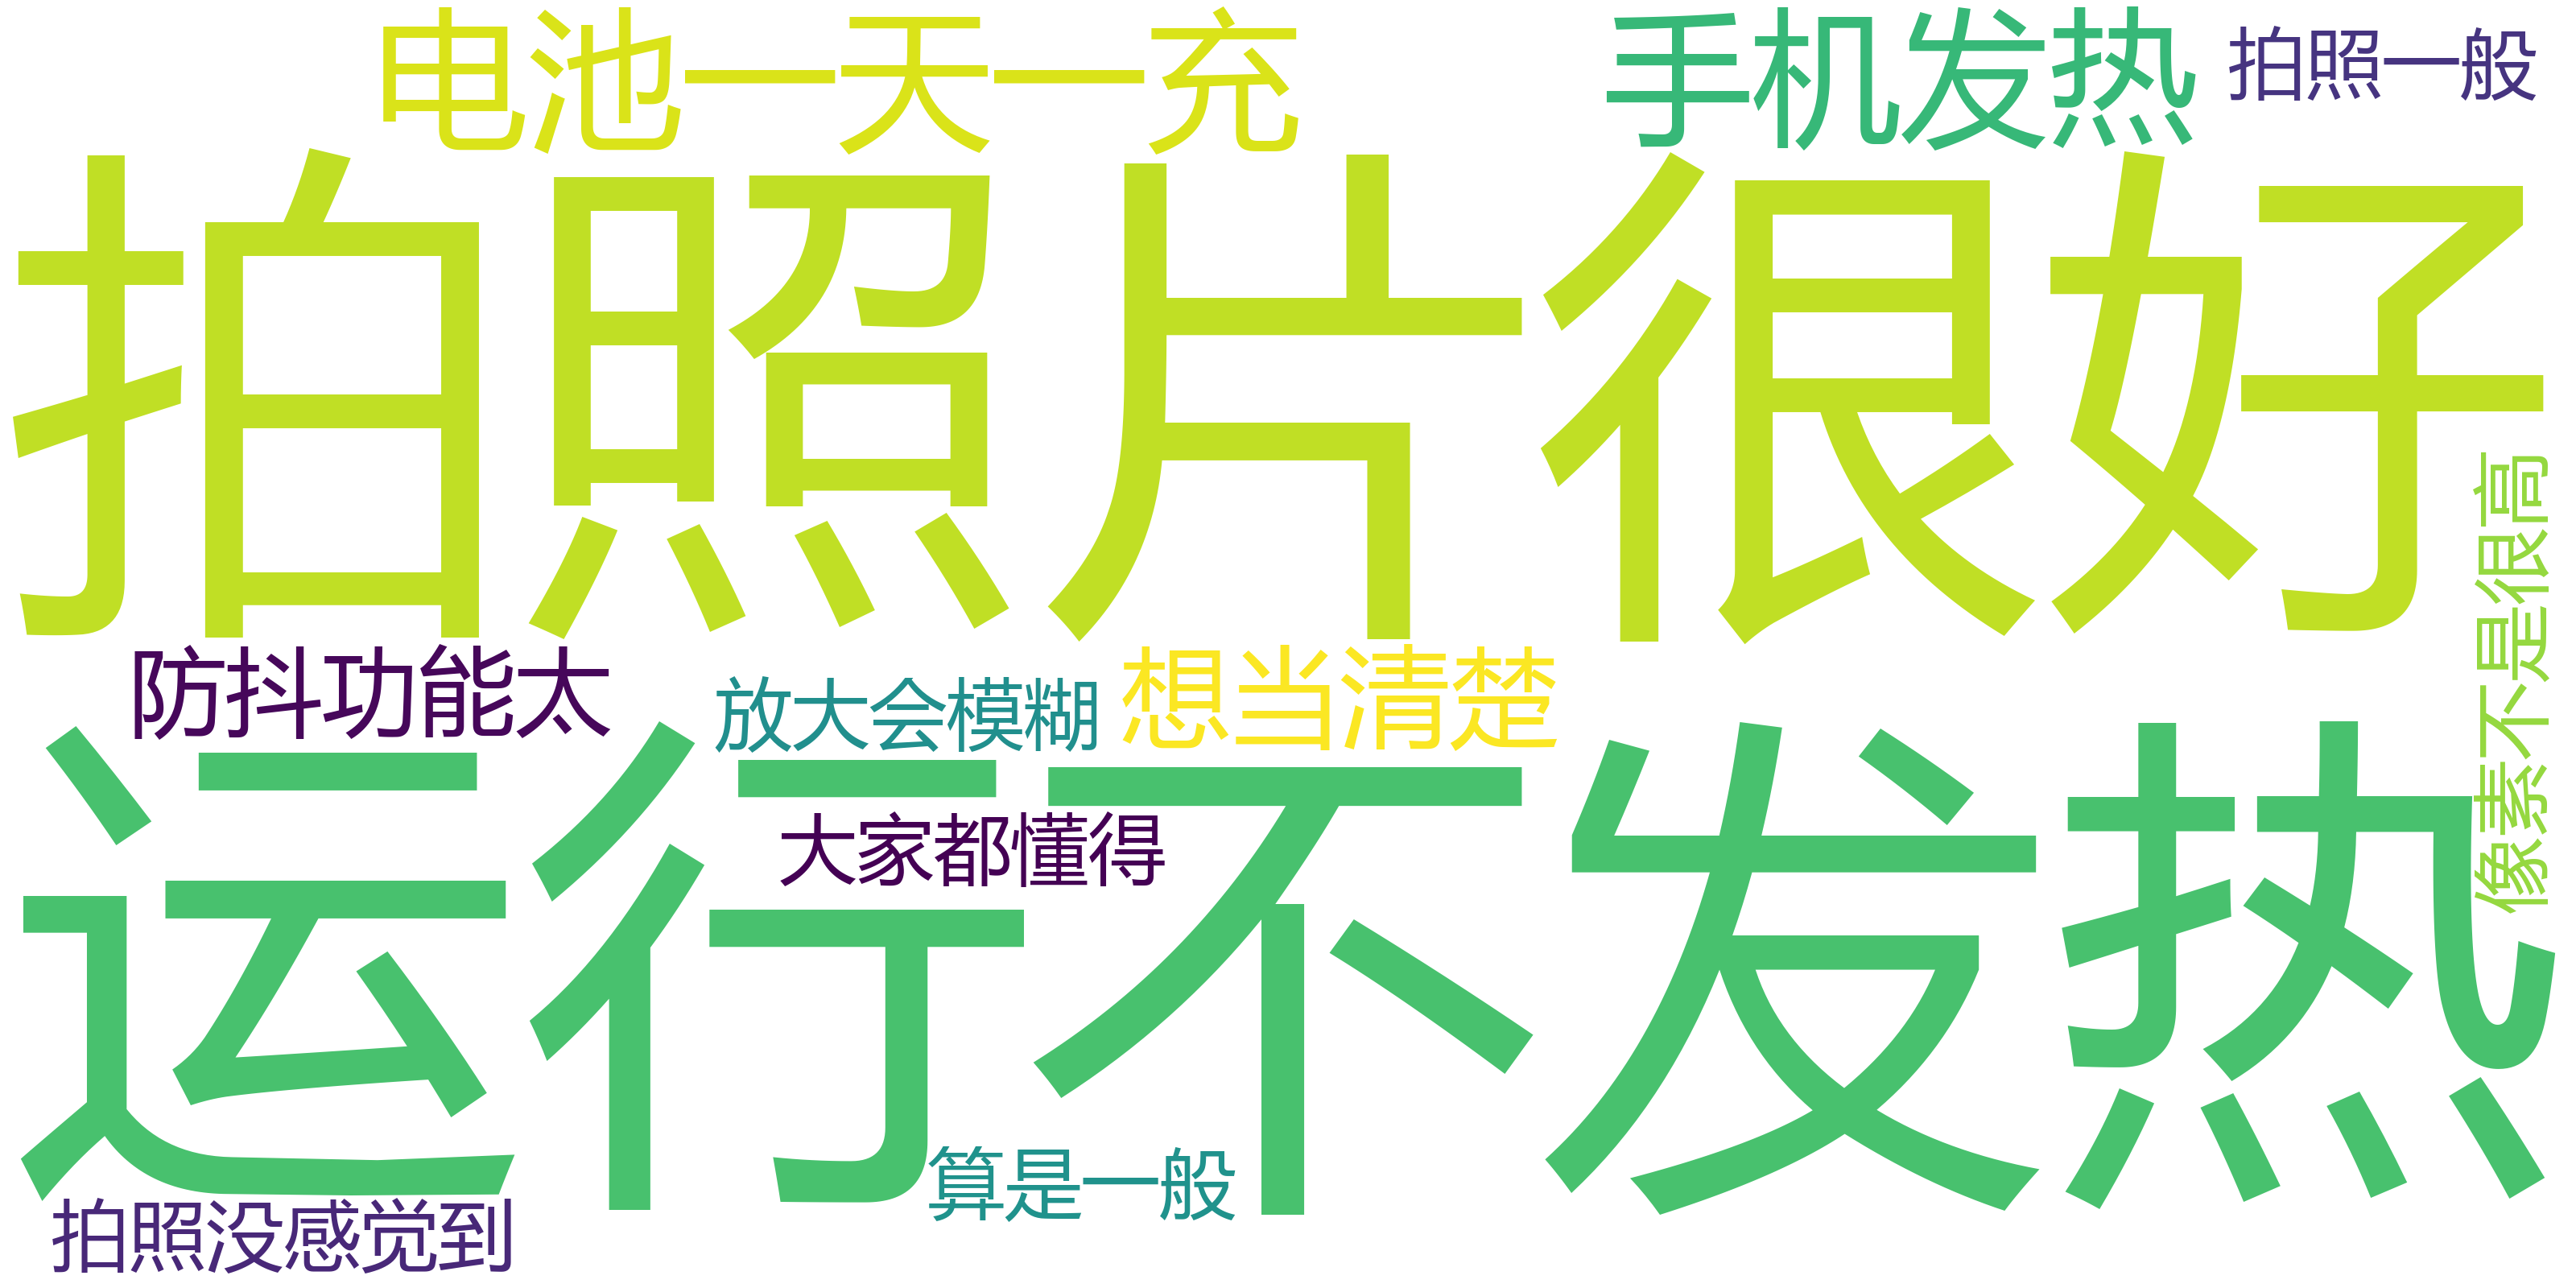 电池一天一充
手机发热
拍照一般
拍照片很好
像素不是很高
防抖功能太
放大会模糊
想当清楚
大家都懂得
运行不发热
算是一般
拍照没感觉到